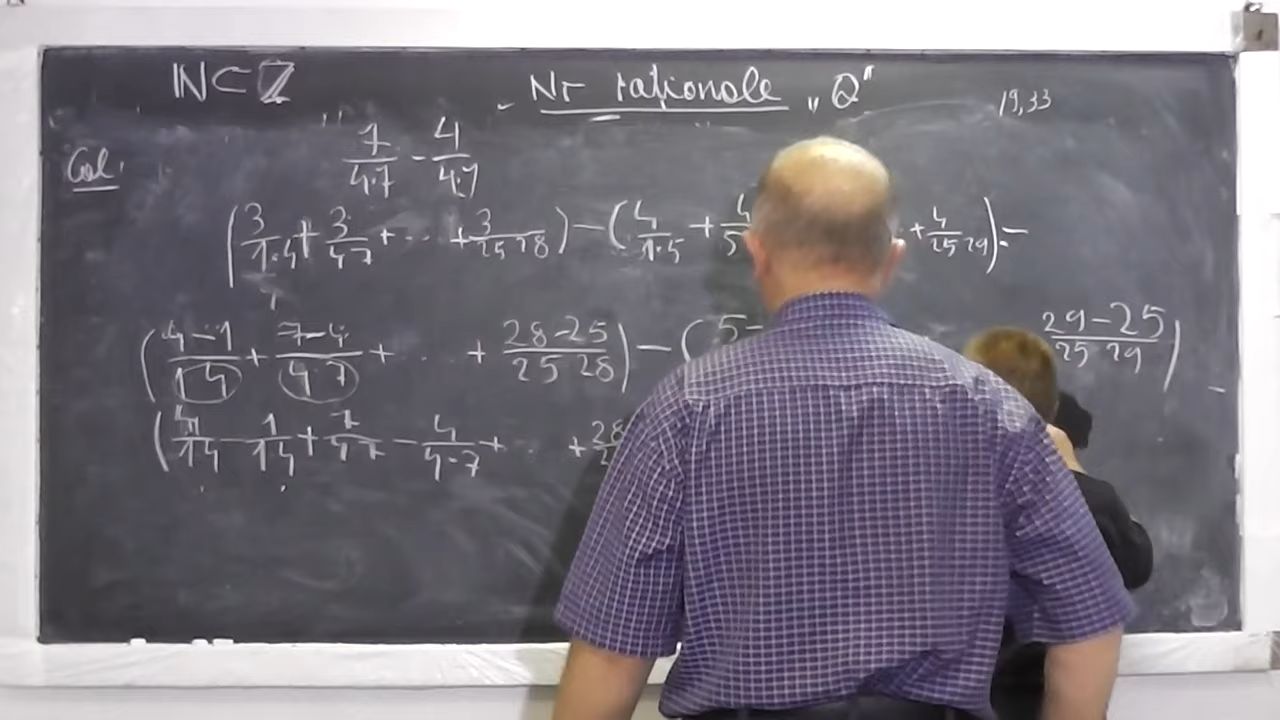 ℕ ⊂ ℤ Nr raționale „Q" 19,33
Cal: 7/4·7 - 4/4·7
(3/1·4 + 3/4·7 + ... + 3/25·28) - (4/1·5 + 4/5 + 4/25·29) =
(4-1/1·4 + 7-4/4·7 + ... + 28-25/25·28) - (5- 29-25/25·29)
(4/1·4 - 1/1·4 + 7/4·7 - 4/4·7 + ... + 28